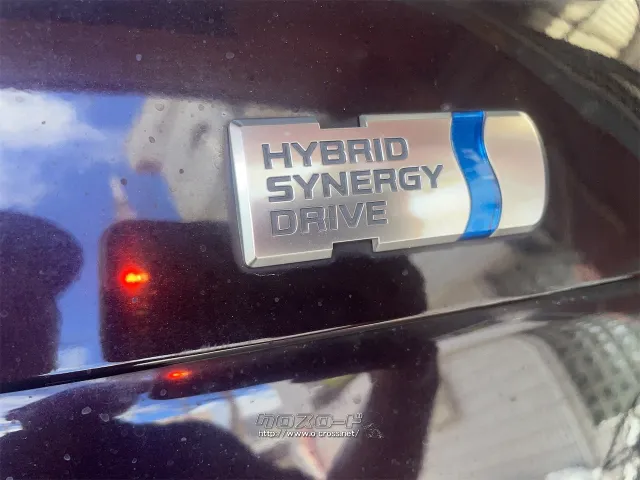 HYBRID
SYNERGY
DRIVE
クロスロード
http://www.o-cross.net/